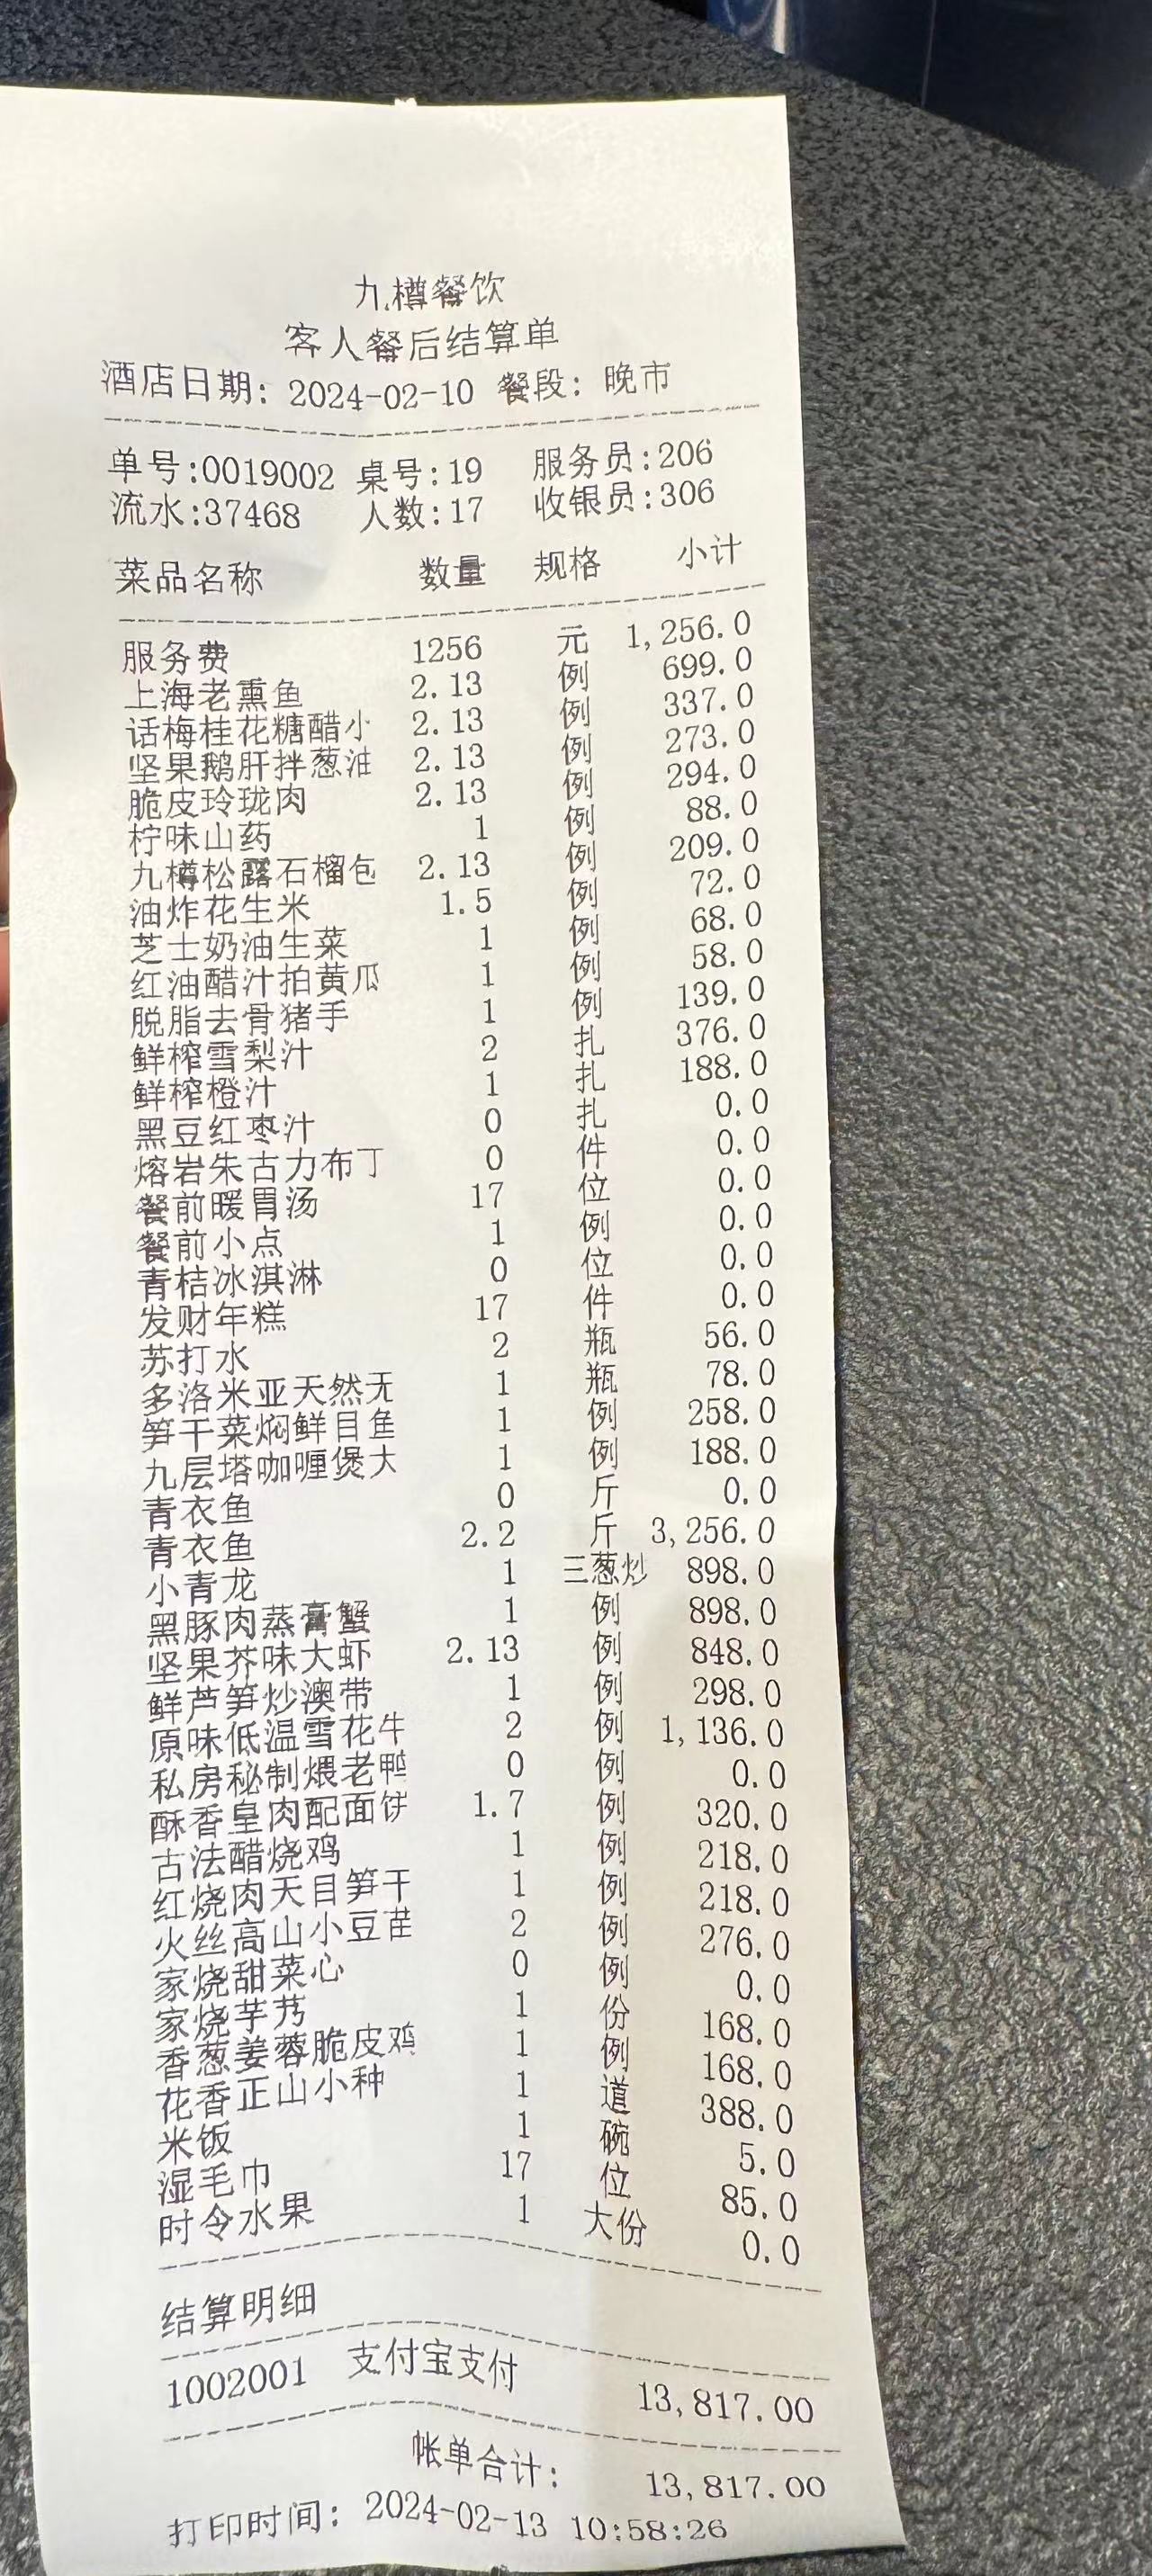 九樽餐饮
客人餐后结算单
酒店日期: 2024-02-10 餐段: 晚市
单号:0019002 桌号:19 服务员:206
流水:37468 人数:17 收银员:306
菜品名称 数量 规格 小计
服务费 1256 元 1,256.0
上海老熏鱼 2.13 例 699.0
话梅桂花糖醋小 2.13 例 337.0
坚果鹅肝拌葱油 2.13 例 273.0
脆皮玲珑肉 2.13 例 294.0
柠味山药 1 例 88.0
九樽松露石榴包 2.13 例 209.0
油炸花生米 1.5 例 72.0
芝士奶油生菜 1 例 68.0
红油醋汁拍黄瓜 1 例 58.0
脱脂去骨猪手 1 例 139.0
鲜榨雪梨汁 2 扎 376.0
鲜榨橙汁 1 扎 188.0
黑豆红枣汁 0 扎 0.0
熔岩朱古力布丁 0 件 0.0
餐前暖胃汤 17 位 0.0
餐前小点 1 例 0.0
青桔冰淇淋 0 位 0.0
发财年糕 17 件 0.0
苏打水 2 瓶 56.0
多洛米亚天然无 1 瓶 78.0
笋干菜焖鲜目鱼 1 例 258.0
九层塔咖喱煲大 1 例 188.0
青衣鱼 0 斤 0.0
青衣鱼 2.2 斤 3,256.0
小青龙 1 三葱炒 898.0
黑豚肉蒸膏蟹 1 例 898.0
坚果芥味大虾 2.13 例 848.0
鲜芦笋炒澳带 1 例 298.0
原味低温雪花牛 2 例 1,136.0
私房秘制煨老鸭 0 例 0.0
酥香皇肉配面饼 1.7 例 320.0
古法醋烧鸡 1 例 218.0
红烧肉天目笋干 1 例 218.0
火丝高山小豆苗 2 例 276.0
家烧甜菜心 0 例 0.0
家烧芋艿 1 份 168.0
香葱姜蓉脆皮鸡 1 例 168.0
花香正山小种 1 道 388.0
米饭 1 碗 5.0
湿毛巾 17 位 85.0
时令水果 1 大份 0.0
结算明细
1002001 支付宝支付 13,817.00
帐单合计: 13,817.00
打印时间: 2024-02-13 10:58:26